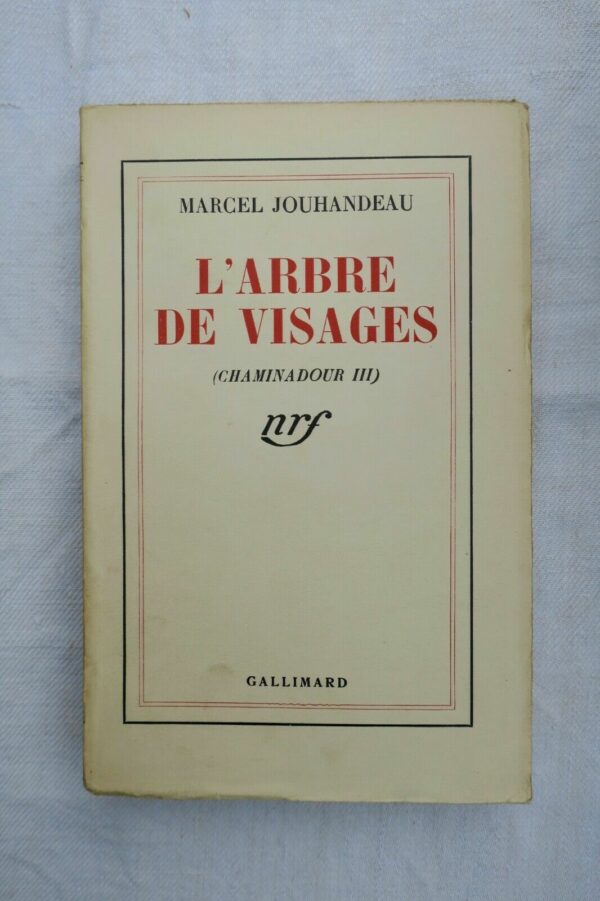 MARCEL JOUHANDEAU
L'ARBRE
DE VISAGES
(CHAMINADOUR III)
nrf
GALLIMARD